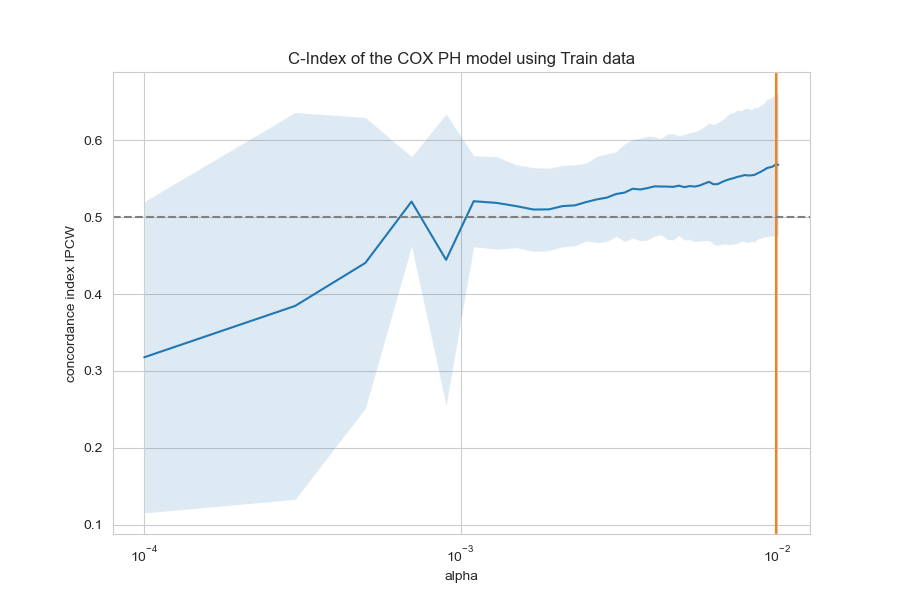 C-Index of the COX PH model using Train data
concordance index IPCW
0.6
0.5
0.4
0.3
0.2
0.1
10⁻⁴ 10⁻³ 10⁻²
alpha